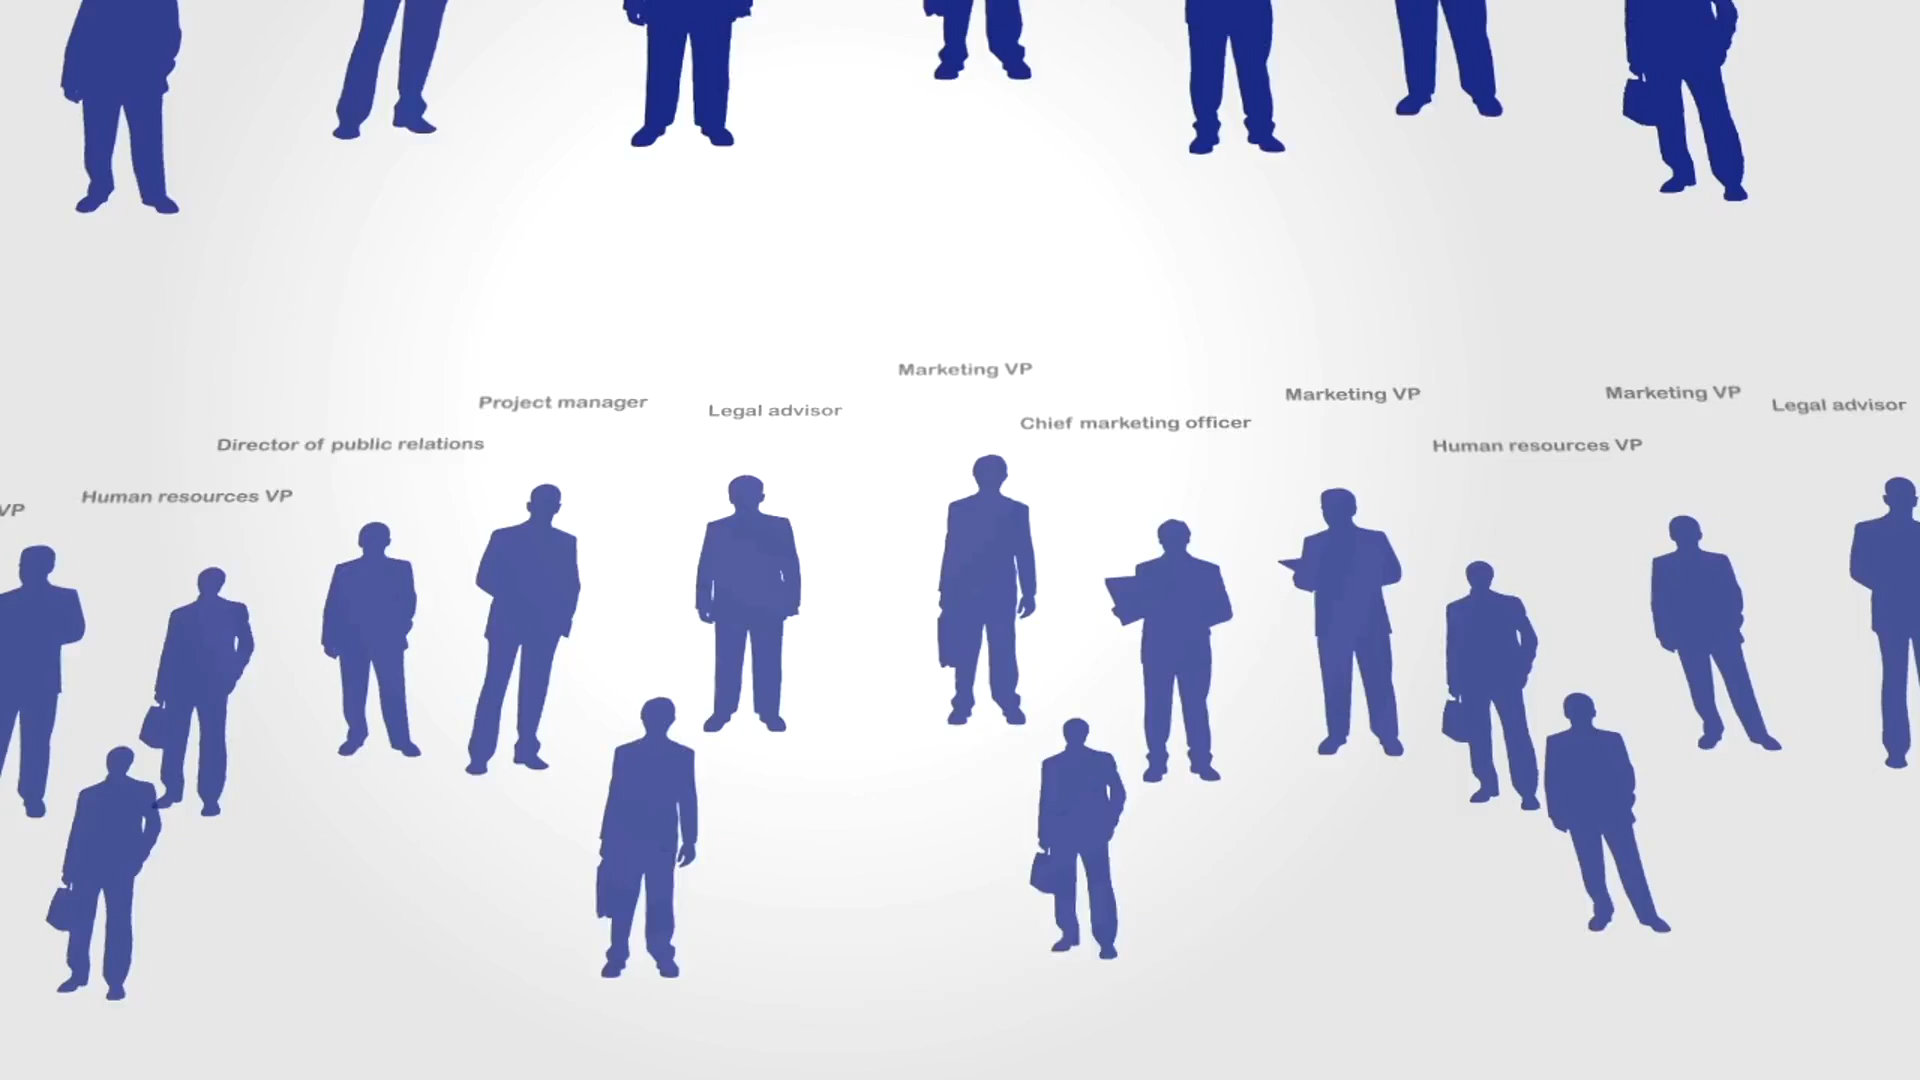 Marketing VP
Project manager
Legal advisor
Chief marketing officer
Marketing VP
Marketing VP
Legal advisor
Director of public relations
Human resources VP
Human resources VP
VP